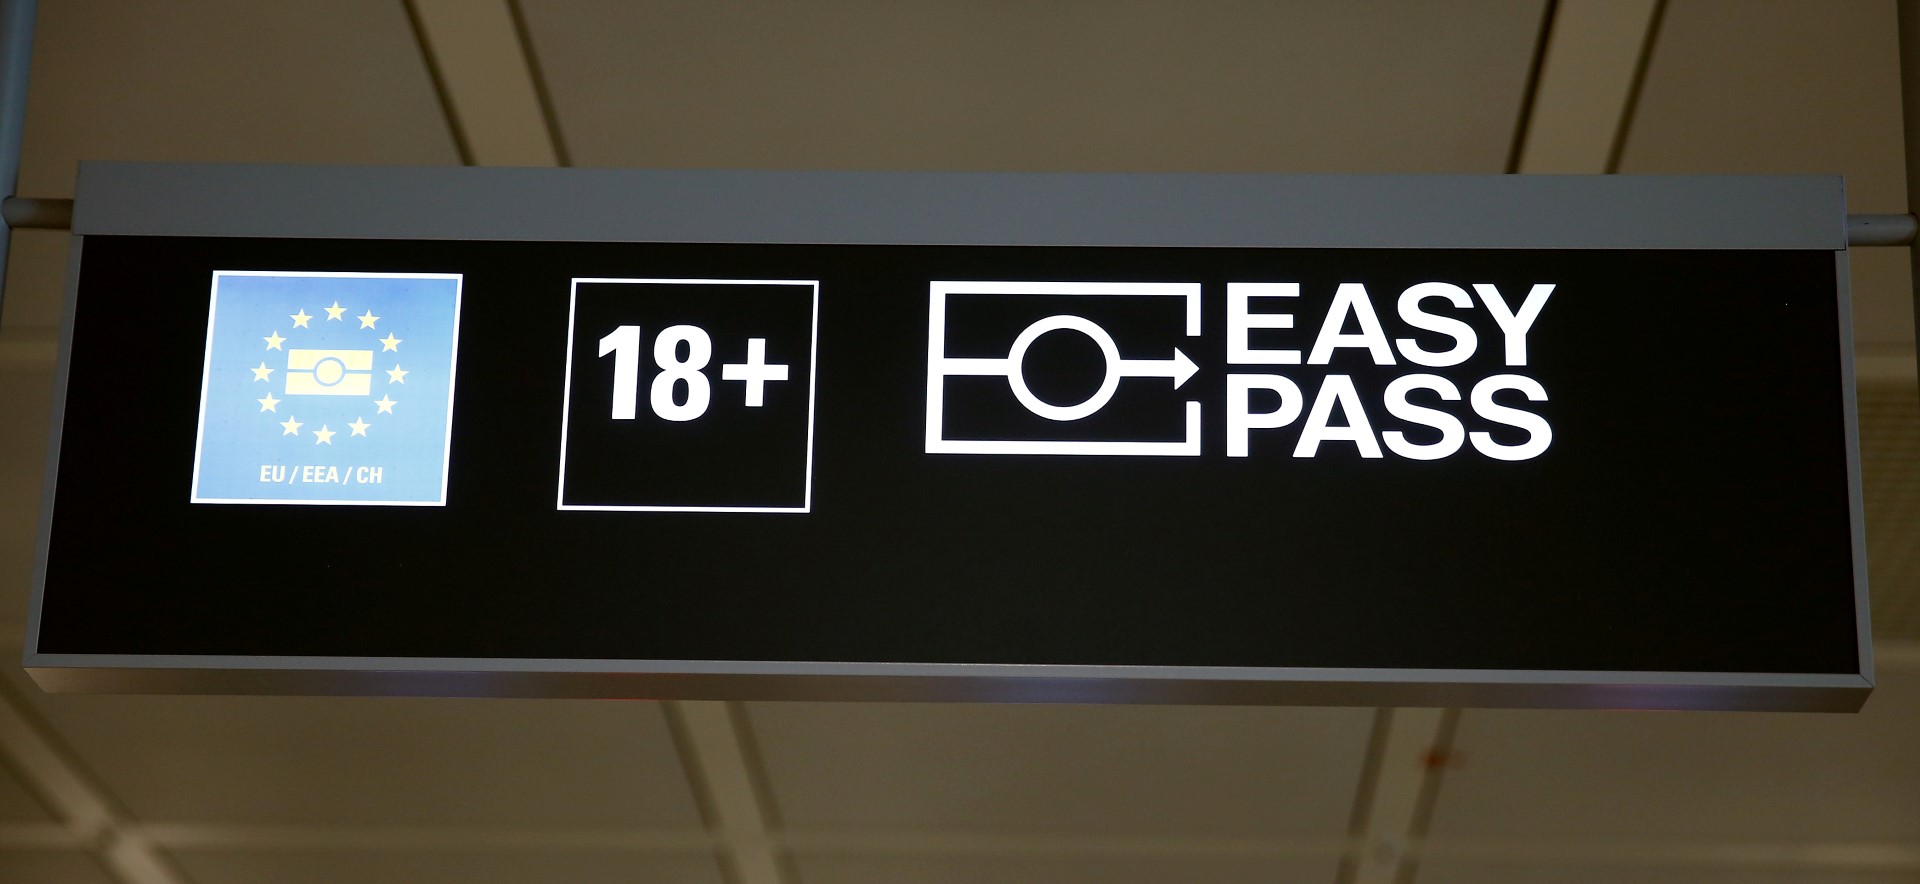 EU / EEA / CH
18+
EASY
PASS